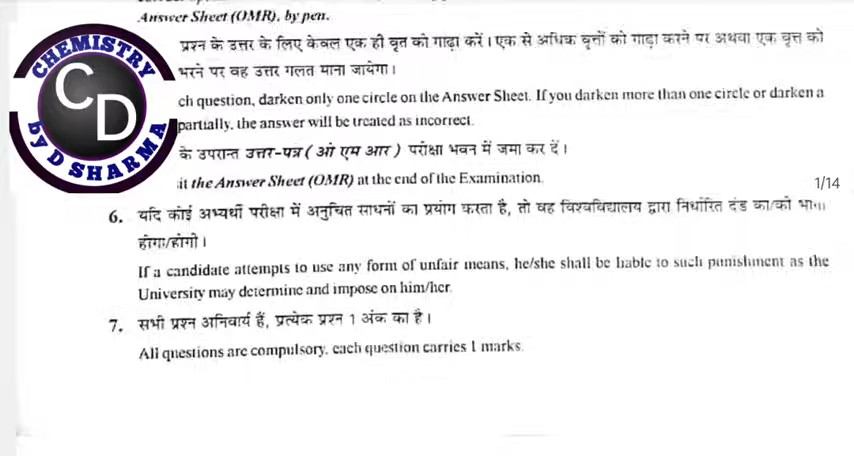 Answer Sheet (OMR), by pen.
प्रश्न के उत्तर के लिए केवल एक ही वृत को गाढ़ा करें। एक से अधिक वृत्तों को गाढ़ा करने पर अथवा एक वृत्त को
भरने पर वह उत्तर गलत माना जायेगा।
ch question, darken only one circle on the Answer Sheet. If you darken more than one circle or darken a
partially, the answer will be treated as incorrect.
के उपरान्त उत्तर-पत्र ( ओ एम आर ) परीक्षा भवन में जमा कर दें।
it the Answer Sheet (OMR) at the end of the Examination.
CHEMISTRY
CD
by D SHARMA
1/14
6. यदि कोई अभ्यर्थी परीक्षा में अनुचित साधनों का प्रयोग करता है, तो वह विश्वविद्यालय द्वारा निर्धारित दंड का/की
होगा/होगी।
If a candidate attempts to use any form of unfair means, he/she shall be liable to such punishment as the
University may determine and impose on him/her.
7. सभी प्रश्न अनिवार्य हैं, प्रत्येक प्रश्न 1 अंक का है।
All questions are compulsory, each question carries 1 marks.